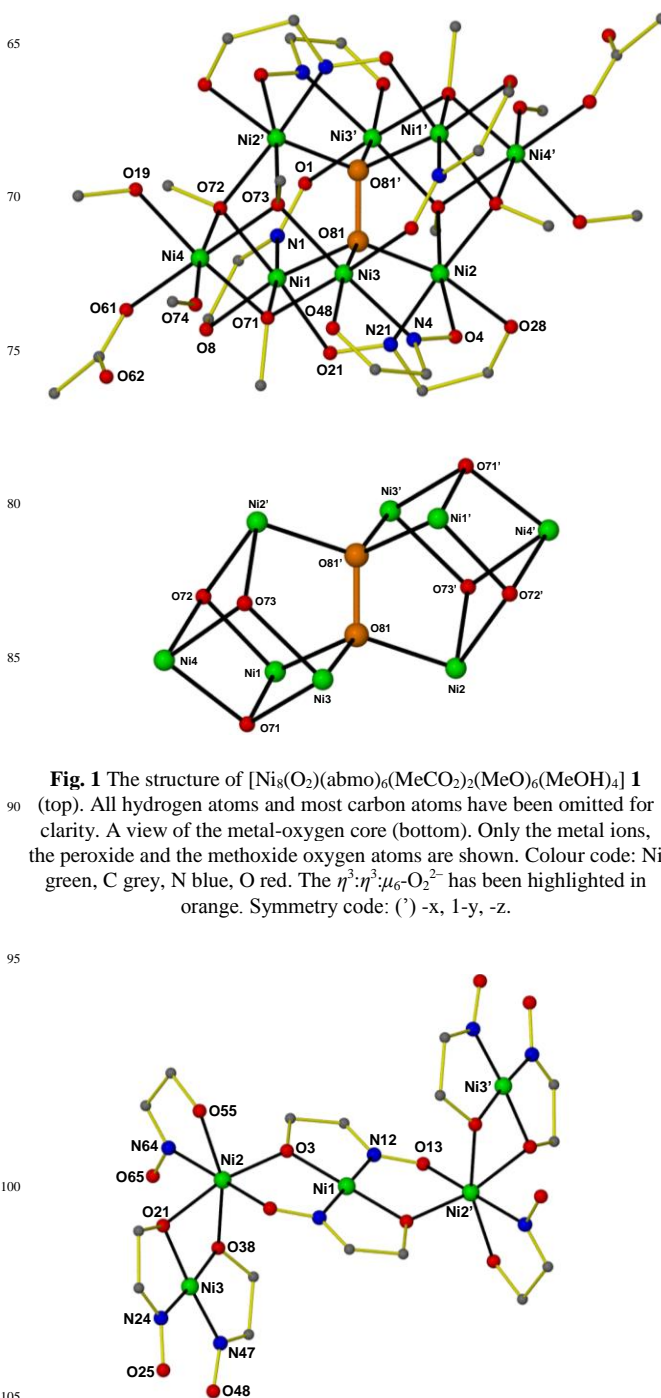 65
Ni2’
Ni3’
Ni1’
Ni4’
O1
O81’
70
O19
O72
O73
N1
O81
Ni4
Ni1
Ni3
Ni2
O61
O74
O8
O71
O48
N21
N4
O4
O28
75
O21
O62
80
O71’
Ni3’
Ni2’
Ni1’
Ni4’
O81’
O72
O73
O73’
O72’
O81
85
Ni4
Ni1
Ni3
Ni2
O71
Fig. 1 The structure of [Ni₈(O₂)(abmo)₆(MeCO₂)₂(MeO)₆(MeOH)₄] 1
90 (top). All hydrogen atoms and most carbon atoms have been omitted for
clarity. A view of the metal-oxygen core (bottom). Only the metal ions,
the peroxide and the methoxide oxygen atoms are shown. Colour code: Ni
green, C grey, N blue, O red. The η³:η³:μ₆-O₂²⁻ has been highlighted in
orange. Symmetry code: (’) -x, 1-y, -z.
95
Ni3’
O55
N64
Ni2
O3
N12
O13
100
O65
Ni1
Ni2’
O21
O38
Ni3
N24
N47
O25
O48
105